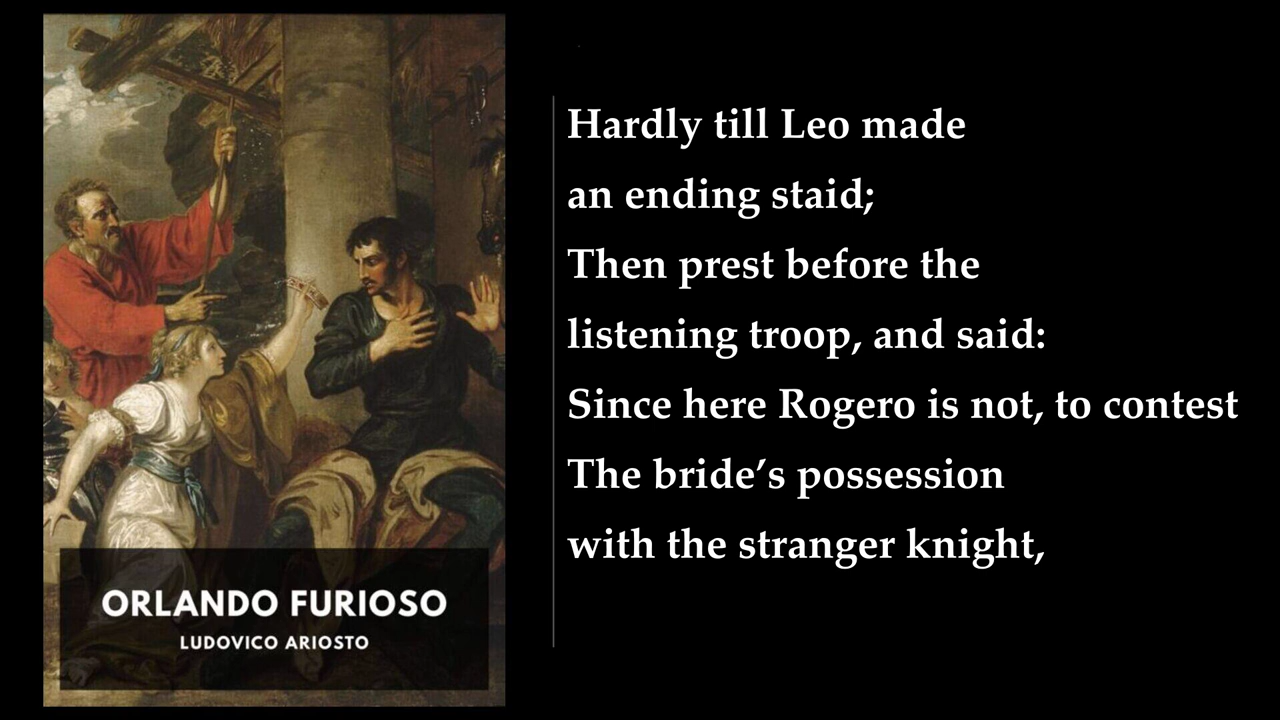 Hardly till Leo made
an ending staid;
Then prest before the
listening troop, and said:
Since here Rogero is not, to contest
The bride’s possession
with the stranger knight,
ORLANDO FURIOSO
LUDOVICO ARIOSTO